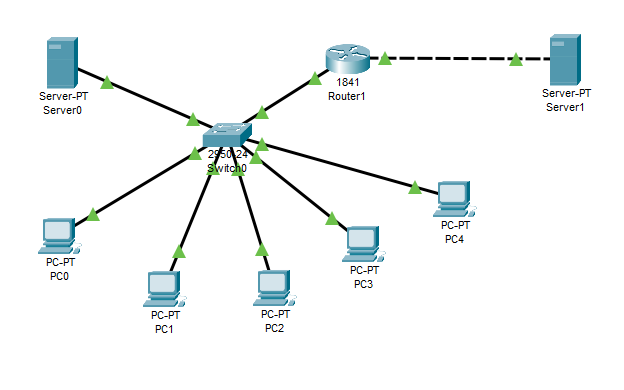 Server-PT
Server0
1841
Router1
Server-PT
Server1
2950-24
Switch0
PC-PT
PC0
PC-PT
PC1
PC-PT
PC2
PC-PT
PC3
PC-PT
PC4